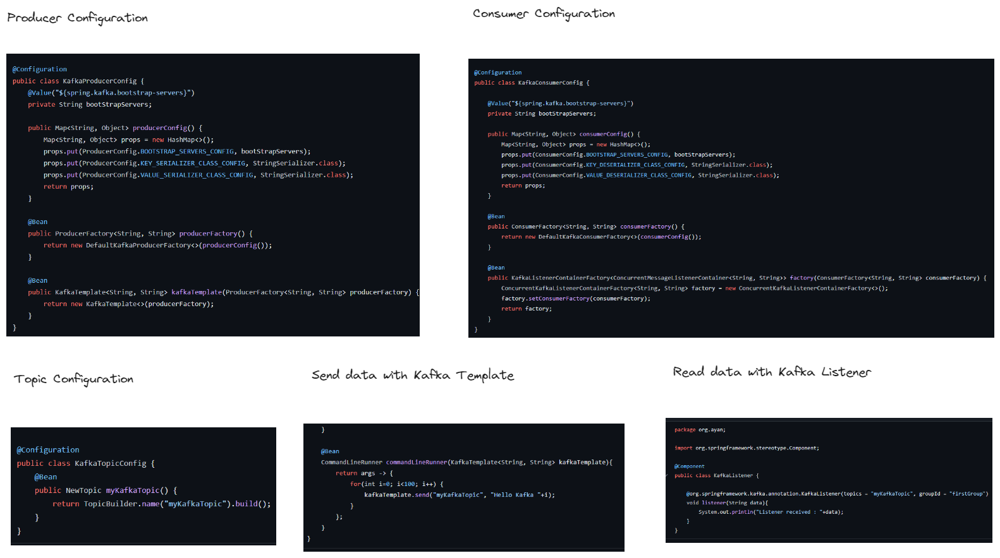 Producer Configuration
@Configuration
public class KafkaProducerConfig {
@Value("${spring.kafka.bootstrap-servers}")
private String bootStrapServers;
public Map<String, Object> producerConfig() {
Map<String, Object> props = new HashMap<>();
props.put(ProducerConfig.BOOTSTRAP_SERVERS_CONFIG, bootStrapServers);
props.put(ProducerConfig.KEY_SERIALIZER_CLASS_CONFIG, StringSerializer.class);
props.put(ProducerConfig.VALUE_SERIALIZER_CLASS_CONFIG, StringSerializer.class);
return props;
}
@Bean
public ProducerFactory<String, String> producerFactory() {
return new DefaultKafkaProducerFactory<>(producerConfig());
}
@Bean
public KafkaTemplate<String, String> kafkaTemplate(ProducerFactory<String, String> producerFactory) {
return new KafkaTemplate<>(producerFactory);
}
}
Consumer Configuration
@Configuration
public class KafkaConsumerConfig {
@Value("${spring.kafka.bootstrap-servers}")
private String bootStrapServers;
public Map<String, Object> consumerConfig() {
Map<String, Object> props = new HashMap<>();
props.put(ConsumerConfig.BOOTSTRAP_SERVERS_CONFIG, bootStrapServers);
props.put(ConsumerConfig.KEY_DESERIALIZER_CLASS_CONFIG, StringSerializer.class);
props.put(ConsumerConfig.VALUE_DESERIALIZER_CLASS_CONFIG, StringSerializer.class);
return props;
}
@Bean
public ConsumerFactory<String, String> consumerFactory() {
return new DefaultKafkaConsumerFactory<>(consumerConfig());
}
@Bean
public KafkaListenerContainerFactory<ConcurrentMessageListenerContainer<String, String>> factory(ConsumerFactory<String, String> consumerFactory) {
ConcurrentKafkaListenerContainerFactory<String, String> factory = new ConcurrentKafkaListenerContainerFactory<>();
factory.setConsumerFactory(consumerFactory);
return factory;
}
}
Topic Configuration
@Configuration
public class KafkaTopicConfig {
@Bean
public NewTopic myKafkaTopic() {
return TopicBuilder.name("myKafkaTopic").build();
}
}
Send data with Kafka Template
}
@Bean
CommandLineRunner commandLineRunner(KafkaTemplate<String, String> kafkaTemplate){
return args -> {
for(int i=0; i<100; i++) {
kafkaTemplate.send("myKafkaTopic", "Hello Kafka "+i);
}
};
}
}
Read data with Kafka Listener
package org.ayan;
import org.springframework.stereotype.Component;
@Component
public class KafkaListener {
@org.springframework.kafka.annotation.KafkaListener(topics = "myKafkaTopic", groupId = "firstGroup")
void listener(String data){
System.out.println("Listener received : "+data);
}
}